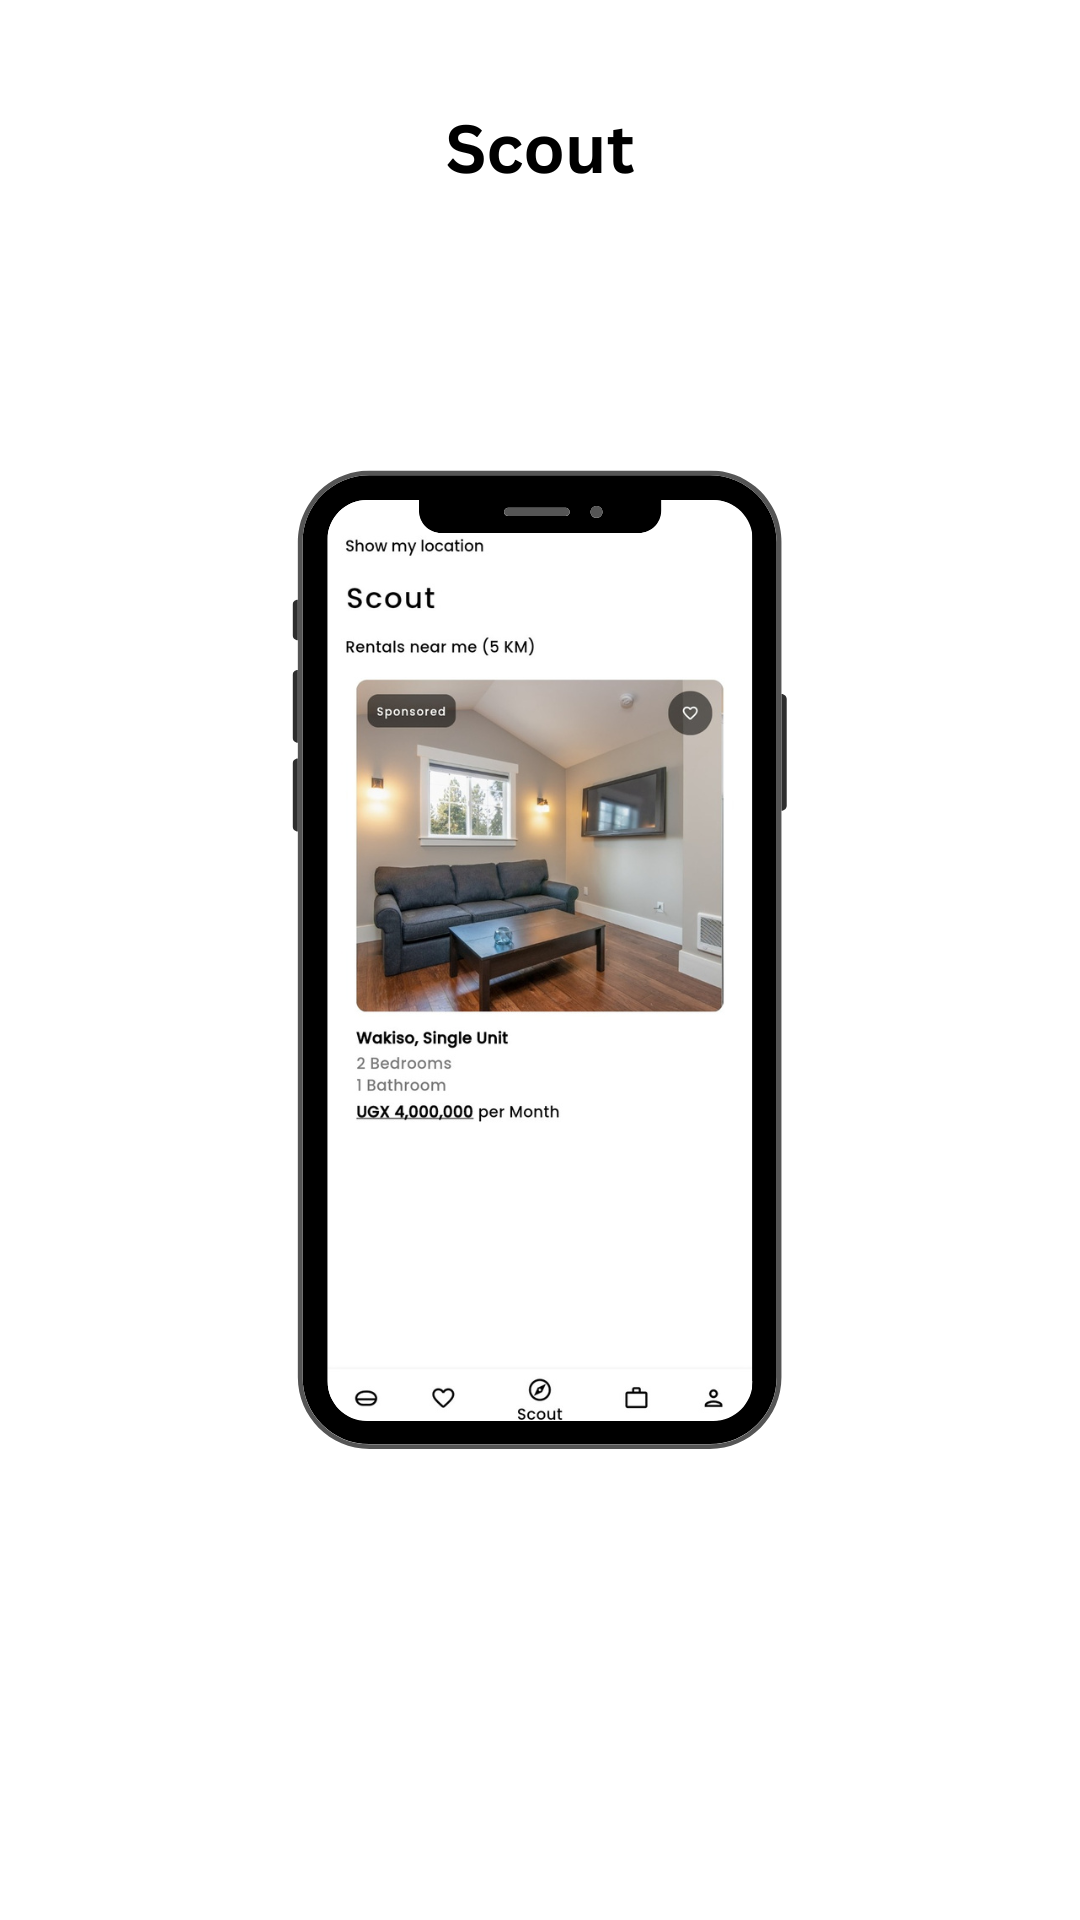 Scout
Show my location
Scout
Rentals near me (5 KM)
Sponsored
Wakiso, Single Unit
2 Bedrooms
1 Bathroom
UGX 4,000,000 per Month
Scout